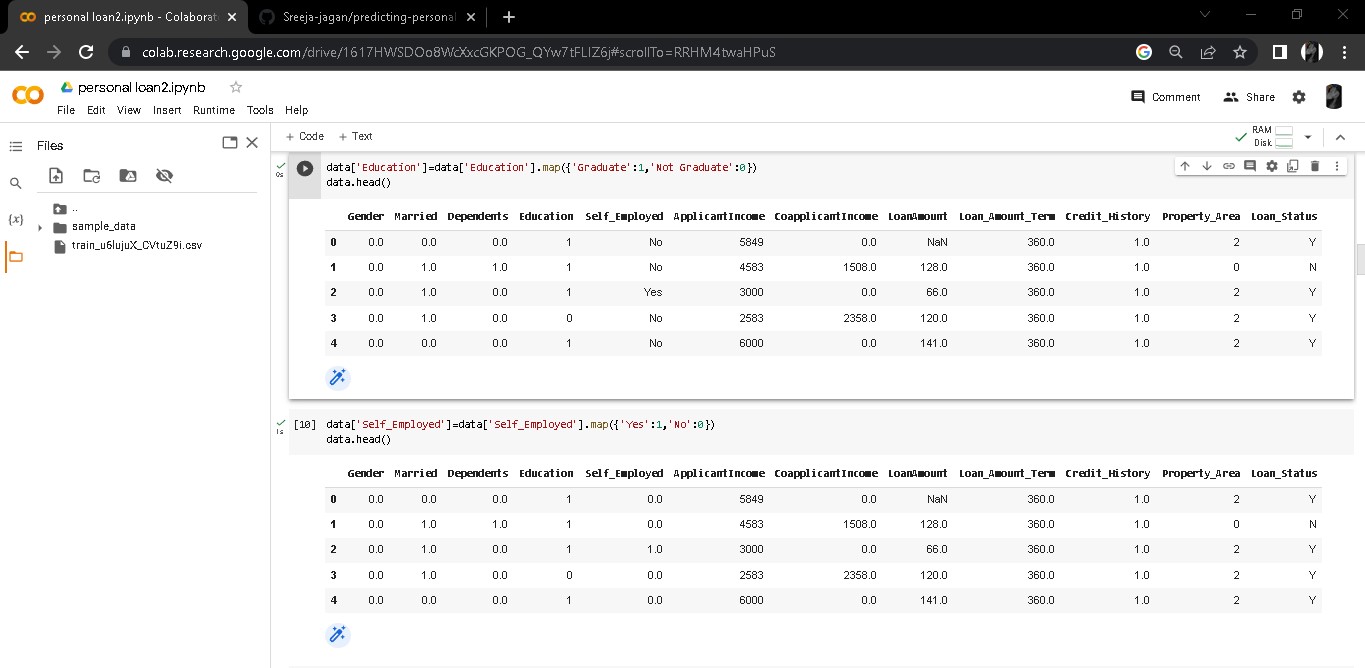 personal loan2.ipynb - Colaborat
Sreeja-jagan/predicting-personal
colab.research.google.com/drive/1617HWSDOo8WcXxcGKPOG_QYw7tFLIZ6j#scrollTo=RRHM4twaHPuS
personal loan2.ipynb
File Edit View Insert Runtime Tools Help
Comment Share
Files
+ Code + Text
RAM
Disk
..
sample_data
train_u6lujuX_CVtuZ9i.csv
{x}
0s
data['Education']=data['Education'].map({'Graduate':1,'Not Graduate':0})
data.head()
Gender Married Dependents Education Self_Employed ApplicantIncome CoapplicantIncome LoanAmount Loan_Amount_Term Credit_History Property_Area Loan_Status
0 0.0 0.0 0.0 1 No 5849 0.0 NaN 360.0 1.0 2 Y
1 0.0 1.0 1.0 1 No 4583 1508.0 128.0 360.0 1.0 0 N
2 0.0 1.0 0.0 1 Yes 3000 0.0 66.0 360.0 1.0 2 Y
3 0.0 1.0 0.0 0 No 2583 2358.0 120.0 360.0 1.0 2 Y
4 0.0 0.0 0.0 1 No 6000 0.0 141.0 360.0 1.0 2 Y
1s
[10] data['Self_Employed']=data['Self_Employed'].map({'Yes':1,'No':0})
data.head()
Gender Married Dependents Education Self_Employed ApplicantIncome CoapplicantIncome LoanAmount Loan_Amount_Term Credit_History Property_Area Loan_Status
0 0.0 0.0 0.0 1 0.0 5849 0.0 NaN 360.0 1.0 2 Y
1 0.0 1.0 1.0 1 0.0 4583 1508.0 128.0 360.0 1.0 0 N
2 0.0 1.0 0.0 1 1.0 3000 0.0 66.0 360.0 1.0 2 Y
3 0.0 1.0 0.0 0 0.0 2583 2358.0 120.0 360.0 1.0 2 Y
4 0.0 0.0 0.0 1 0.0 6000 0.0 141.0 360.0 1.0 2 Y